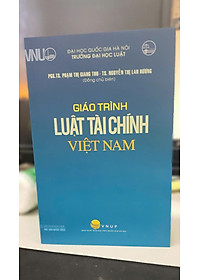 VNU
ĐẠI HỌC QUỐC GIA HÀ NỘI
TRƯỜNG ĐẠI HỌC LUẬT
PGS.TS. PHẠM THỊ GIANG THU - TS. NGUYỄN THỊ LAN HƯƠNG
(Đồng chủ biên)
GIÁO TRÌNH
LUẬT TÀI CHÍNH
VIỆT NAM
VNUP